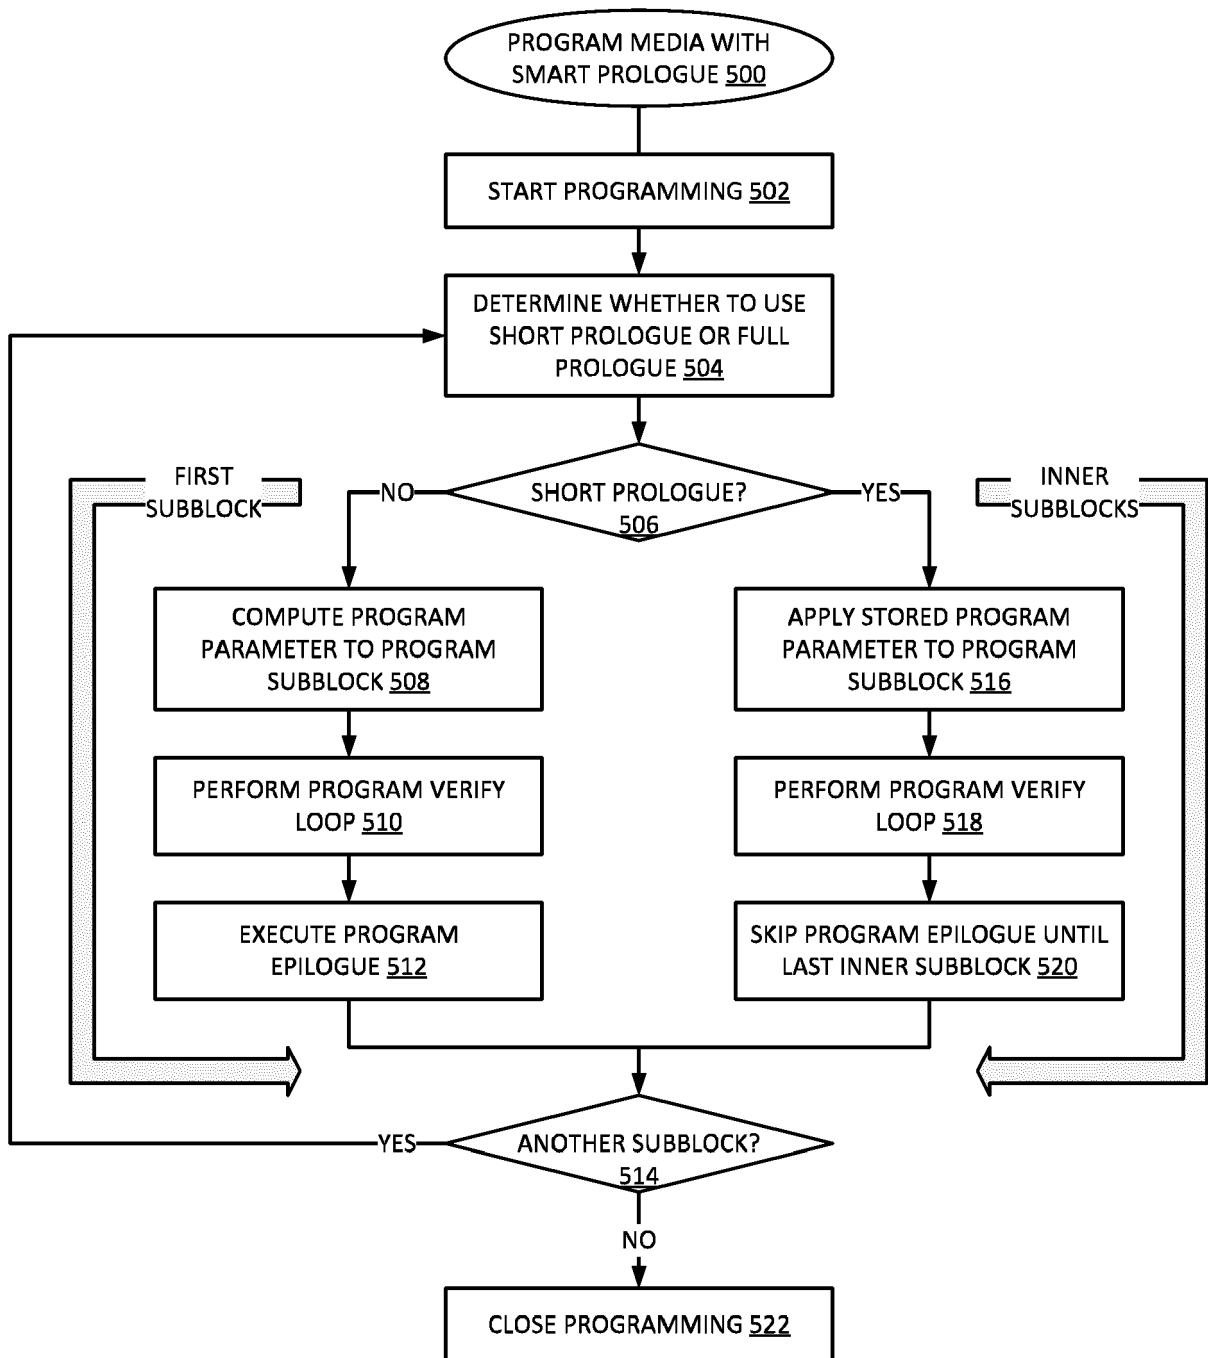 PROGRAM MEDIA WITH
SMART PROLOGUE 500
START PROGRAMMING 502
DETERMINE WHETHER TO USE
SHORT PROLOGUE OR FULL
PROLOGUE 504
FIRST
SUBBLOCK
NO
SHORT PROLOGUE?
506
YES
INNER
SUBBLOCKS
COMPUTE PROGRAM
PARAMETER TO PROGRAM
SUBBLOCK 508
APPLY STORED PROGRAM
PARAMETER TO PROGRAM
SUBBLOCK 516
PERFORM PROGRAM VERIFY
LOOP 510
PERFORM PROGRAM VERIFY
LOOP 518
EXECUTE PROGRAM
EPILOGUE 512
SKIP PROGRAM EPILOGUE UNTIL
LAST INNER SUBBLOCK 520
YES
ANOTHER SUBBLOCK?
514
NO
CLOSE PROGRAMMING 522